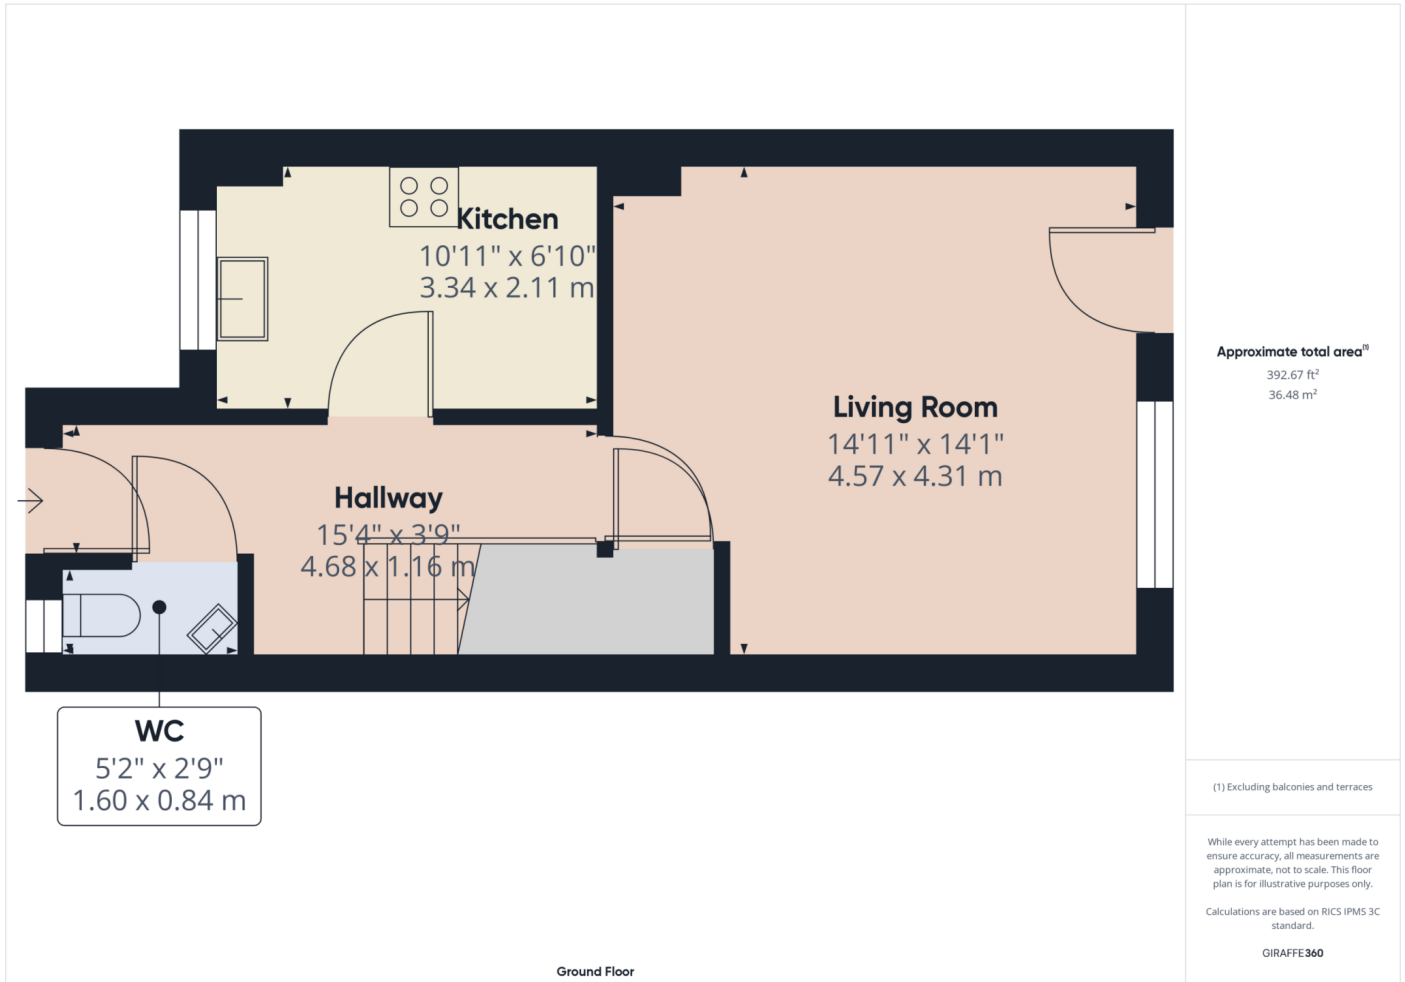 Kitchen
10'11" x 6'10"
3.34 x 2.11 m
Living Room
14'11" x 14'1"
4.57 x 4.31 m
Hallway
15'4" x 3'9"
4.68 x 1.16 m
WC
5'2" x 2'9"
1.60 x 0.84 m
Ground Floor
Approximate total area(1)
392.67 ft²
36.48 m²
(1) Excluding balconies and terraces
While every attempt has been made to
ensure accuracy, all measurements are
approximate, not to scale. This floor
plan is for illustrative purposes only.
Calculations are based on RICS IPMS 3C
standard.
GIRAFFE360